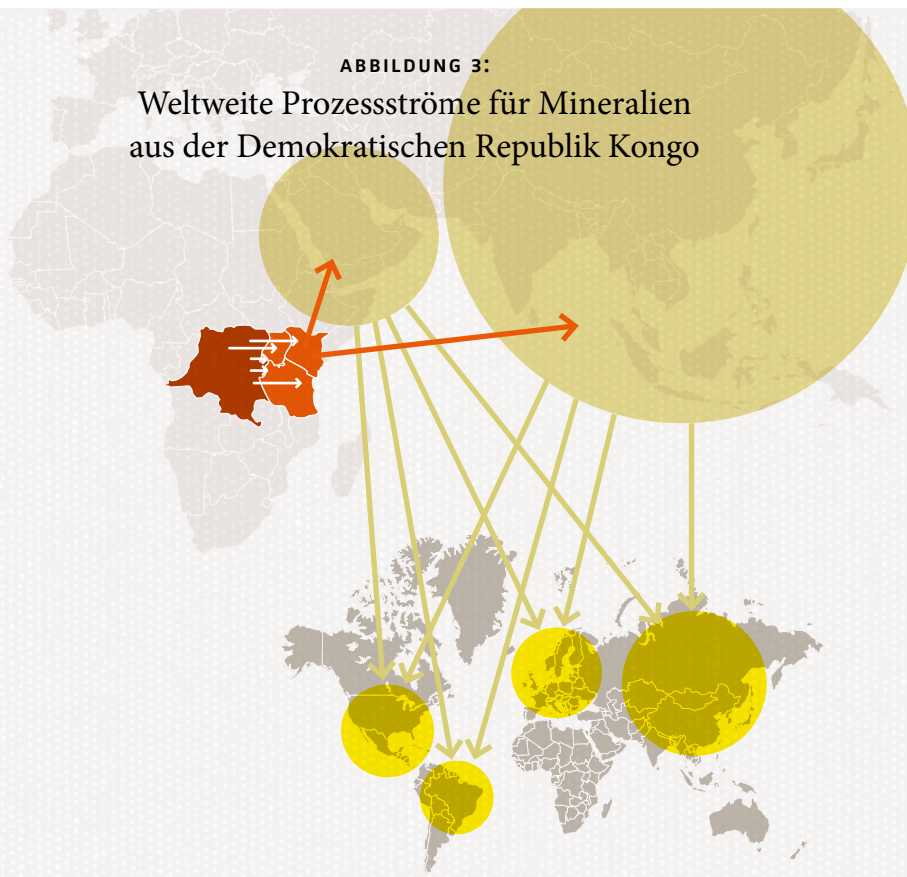 ABBILDUNG 3:
Weltweite Prozessströme für Mineralien
aus der Demokratischen Republik Kongo